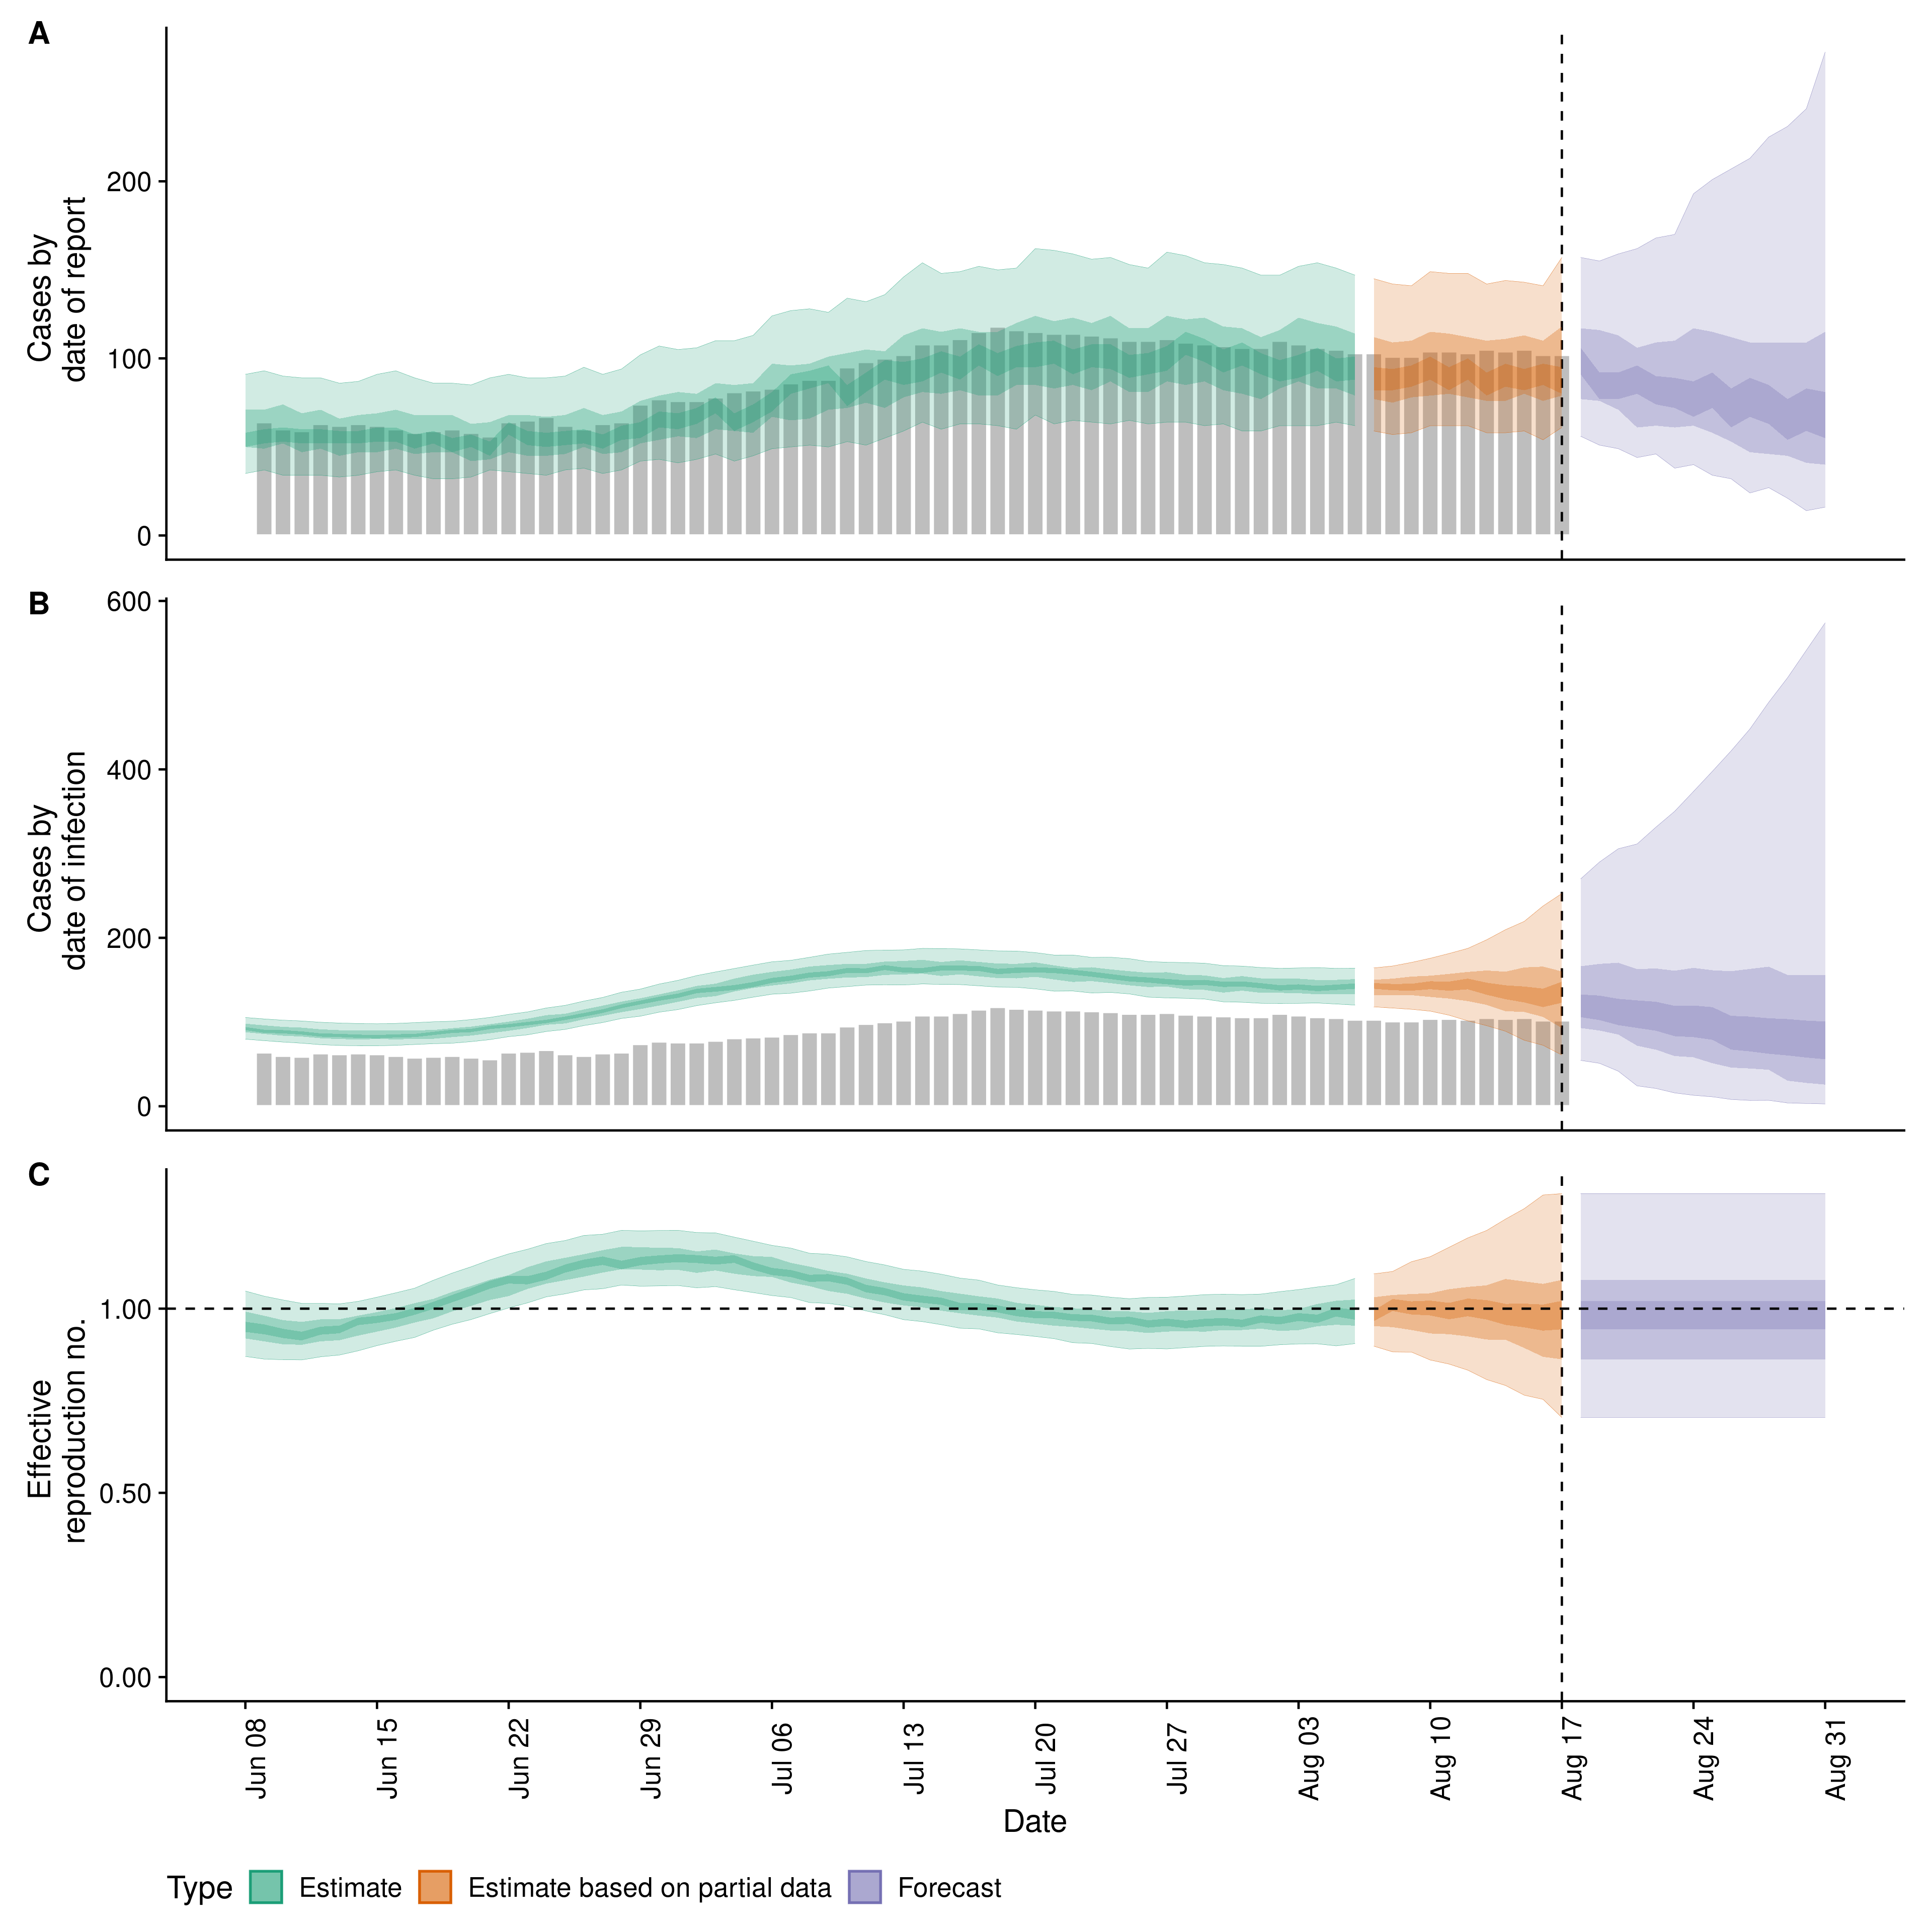 A
Cases by
date of report
200
100
0
B
Cases by
date of infection
600
400
200
0
C
Effective
reproduction no.
1.00
0.50
0.00
Jun 08
Jun 15
Jun 22
Jun 29
Jul 06
Jul 13
Jul 20
Jul 27
Aug 03
Aug 10
Aug 17
Aug 24
Aug 31
Date
Type Estimate Estimate based on partial data Forecast